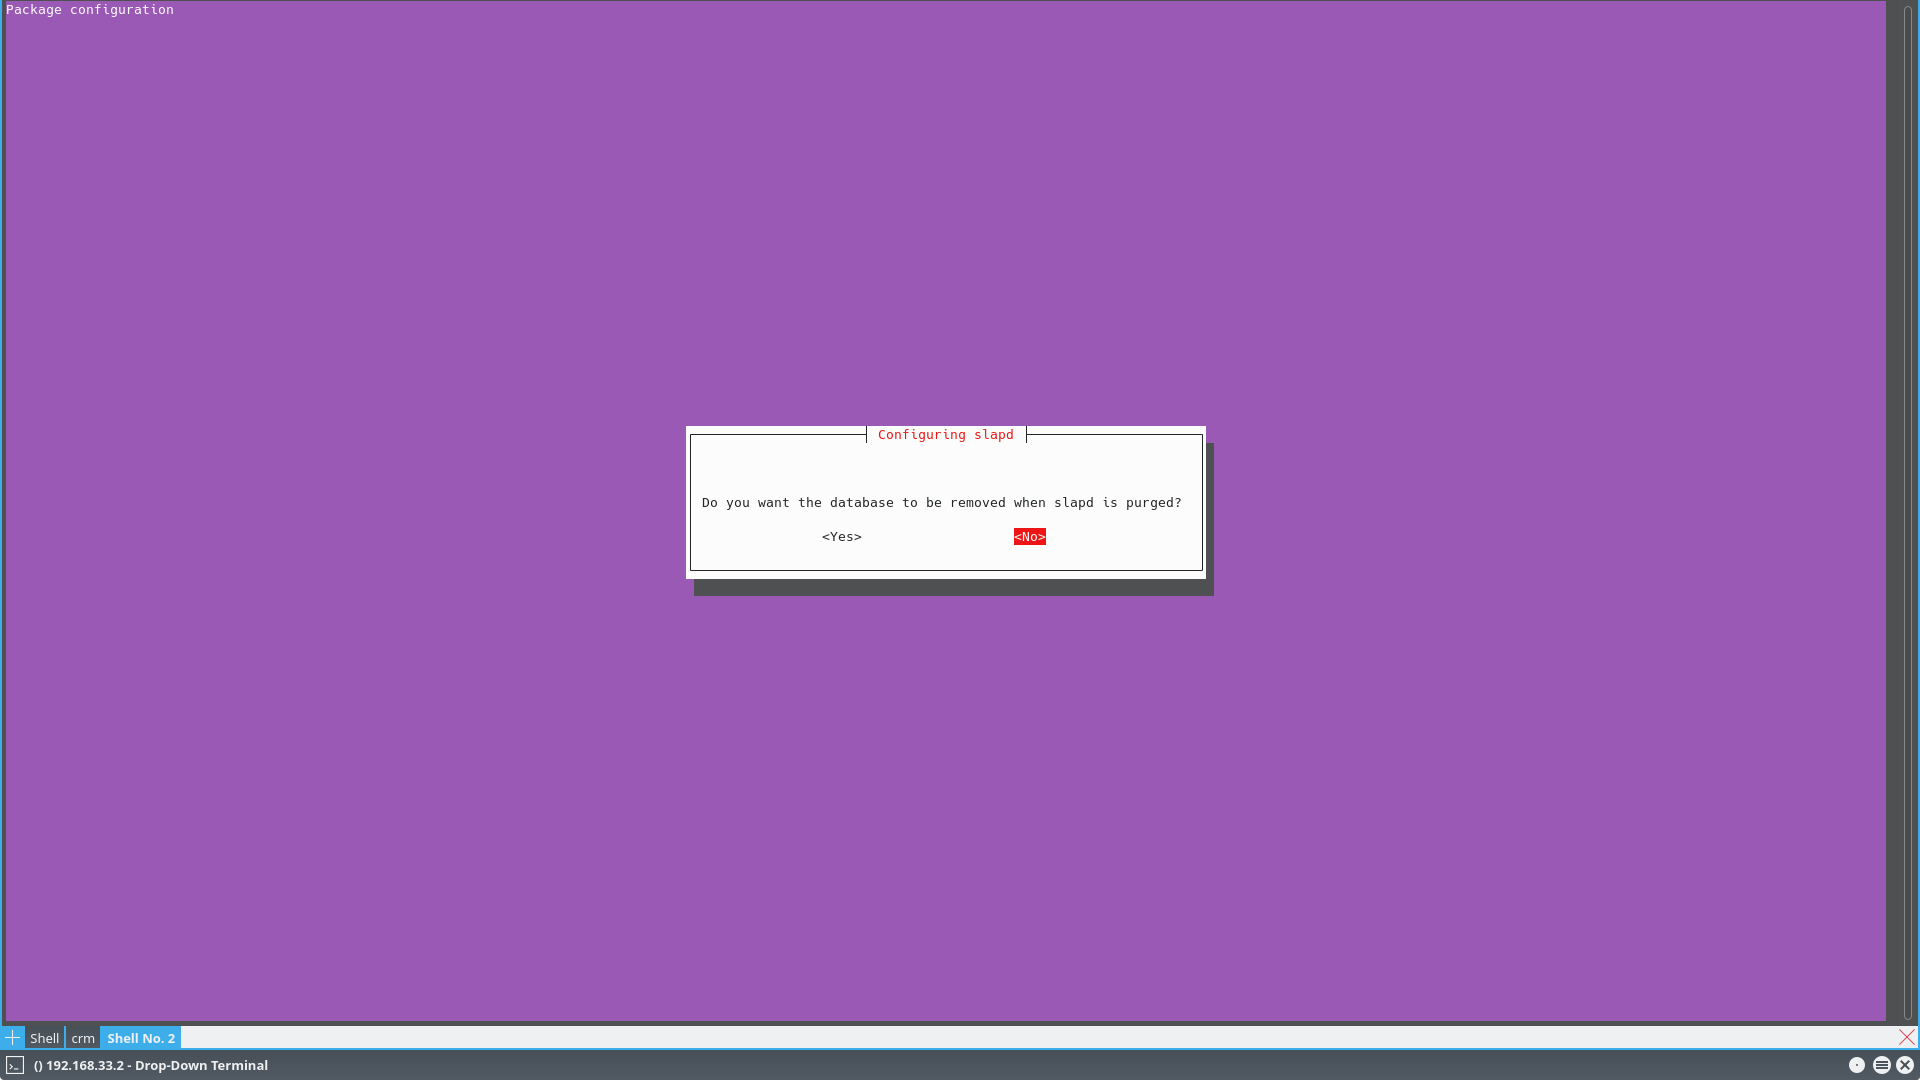 Package configuration
Configuring slapd
Do you want the database to be removed when slapd is purged?
<Yes> <No>
Shell crm Shell No. 2
() 192.168.33.2 - Drop-Down Terminal